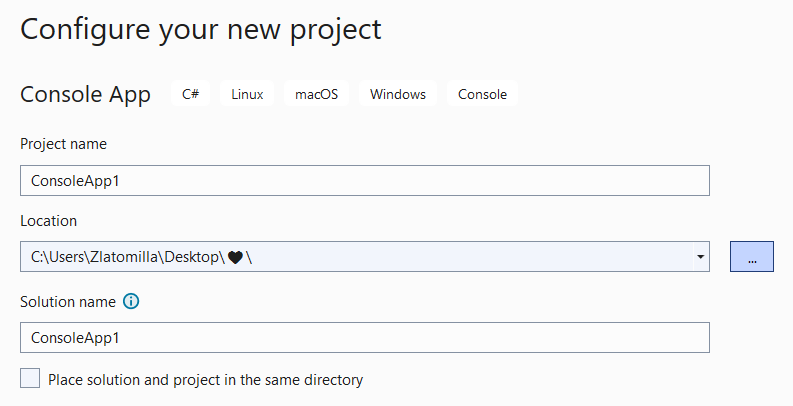 Configure your new project
Console App C# Linux macOS Windows Console
Project name
ConsoleApp1
Location
C:\Users\Zlatomilla\Desktop\🖤\
...
Solution name
ConsoleApp1
Place solution and project in the same directory